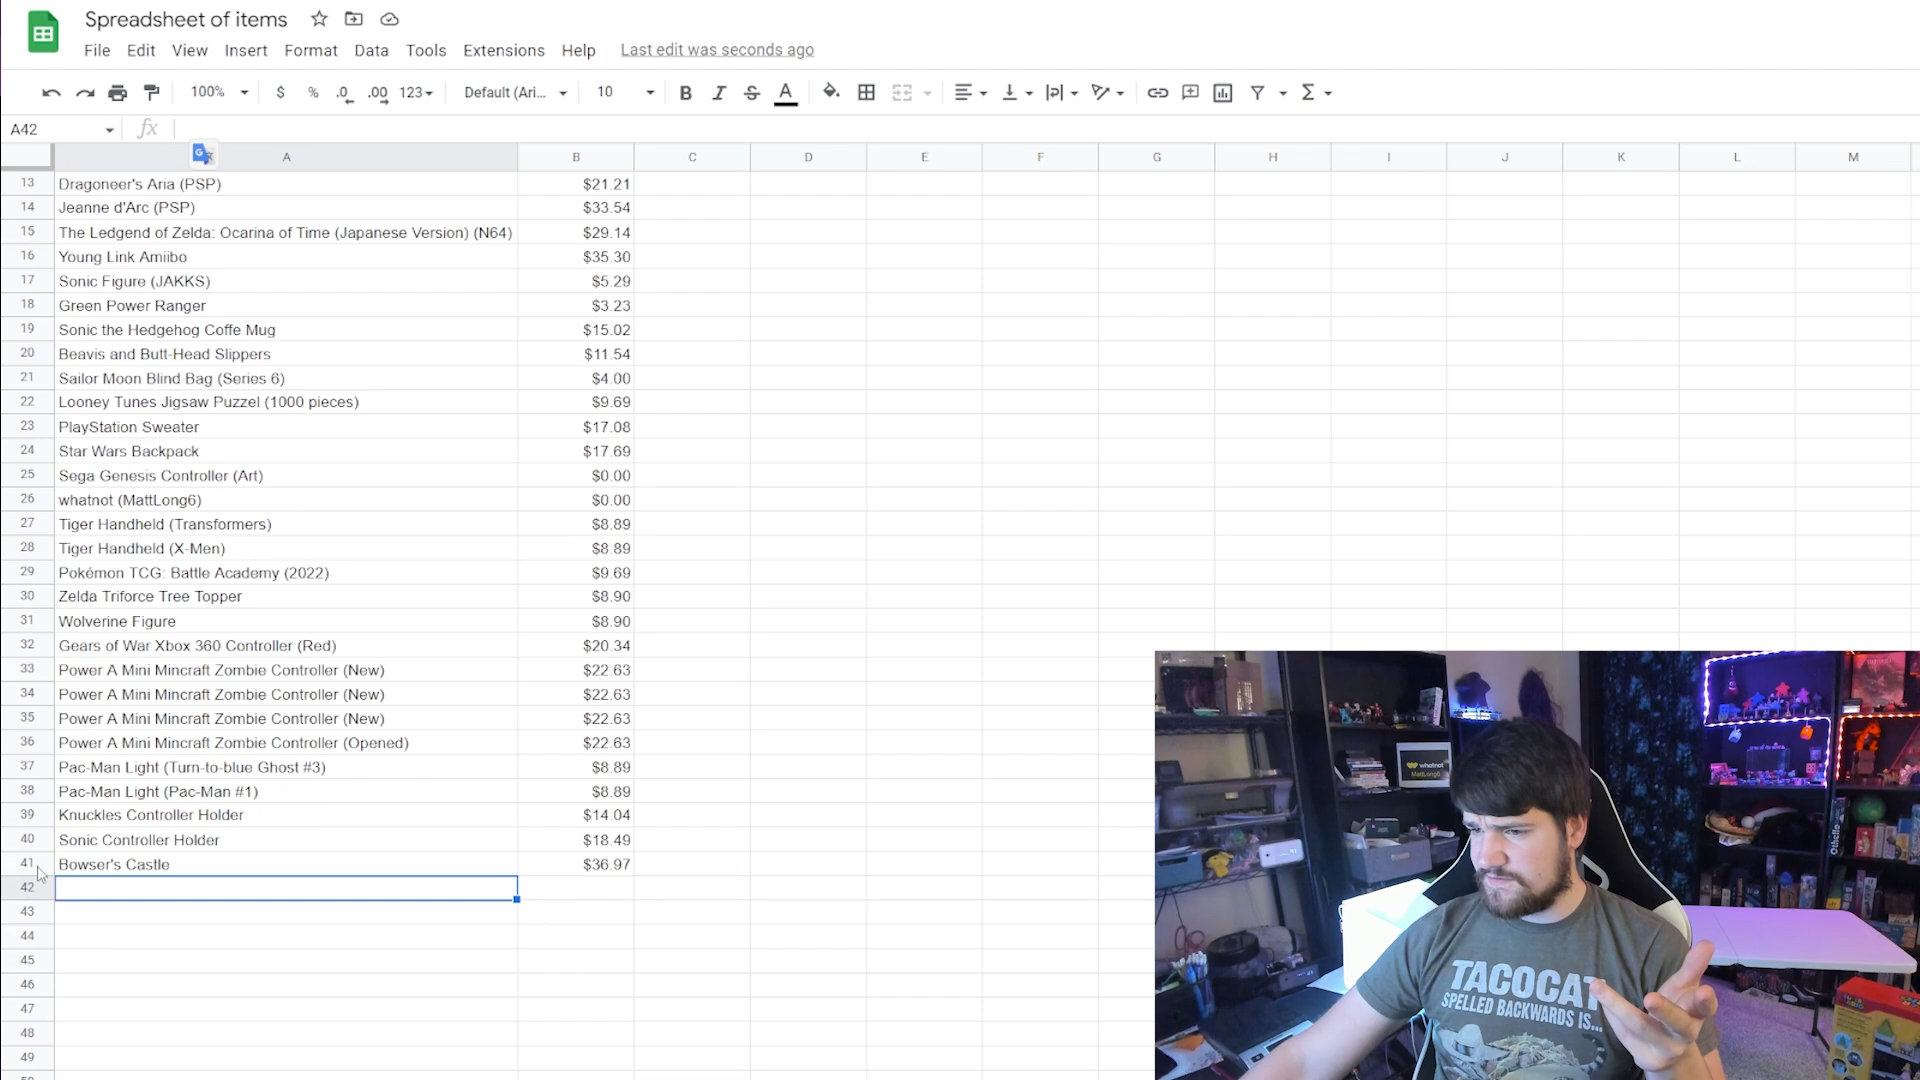 Spreadsheet of items
File Edit View Insert Format Data Tools Extensions Help Last edit was seconds ago
100% $ % .0 .00 123 Default (Ari... 10 B I S A
A42 fx
A B C D E F G H I J K L M
13 Dragoneer's Aria (PSP) $21.21
14 Jeanne d'Arc (PSP) $33.54
15 The Ledgend of Zelda: Ocarina of Time (Japanese Version) (N64) $29.14
16 Young Link Amiibo $35.30
17 Sonic Figure (JAKKS) $5.29
18 Green Power Ranger $3.23
19 Sonic the Hedgehog Coffe Mug $15.02
20 Beavis and Butt-Head Slippers $11.54
21 Sailor Moon Blind Bag (Series 6) $4.00
22 Looney Tunes Jigsaw Puzzel (1000 pieces) $9.69
23 PlayStation Sweater $17.08
24 Star Wars Backpack $17.69
25 Sega Genesis Controller (Art) $0.00
26 whatnot (MattLong6) $0.00
27 Tiger Handheld (Transformers) $8.89
28 Tiger Handheld (X-Men) $8.89
29 Pokémon TCG: Battle Academy (2022) $9.69
30 Zelda Triforce Tree Topper $8.90
31 Wolverine Figure $8.90
32 Gears of War Xbox 360 Controller (Red) $20.34
33 Power A Mini Mincraft Zombie Controller (New) $22.63
34 Power A Mini Mincraft Zombie Controller (New) $22.63
35 Power A Mini Mincraft Zombie Controller (New) $22.63
36 Power A Mini Mincraft Zombie Controller (Opened) $22.63
37 Pac-Man Light (Turn-to-blue Ghost #3) $8.89
38 Pac-Man Light (Pac-Man #1) $8.89
39 Knuckles Controller Holder $14.04
40 Sonic Controller Holder $18.49
41 Bowser's Castle $36.97
42
43
44
45
46
47
48
49
whatnot
MattLong6
Othello
TACOCAT
SPELLED BACKWARDS IS...